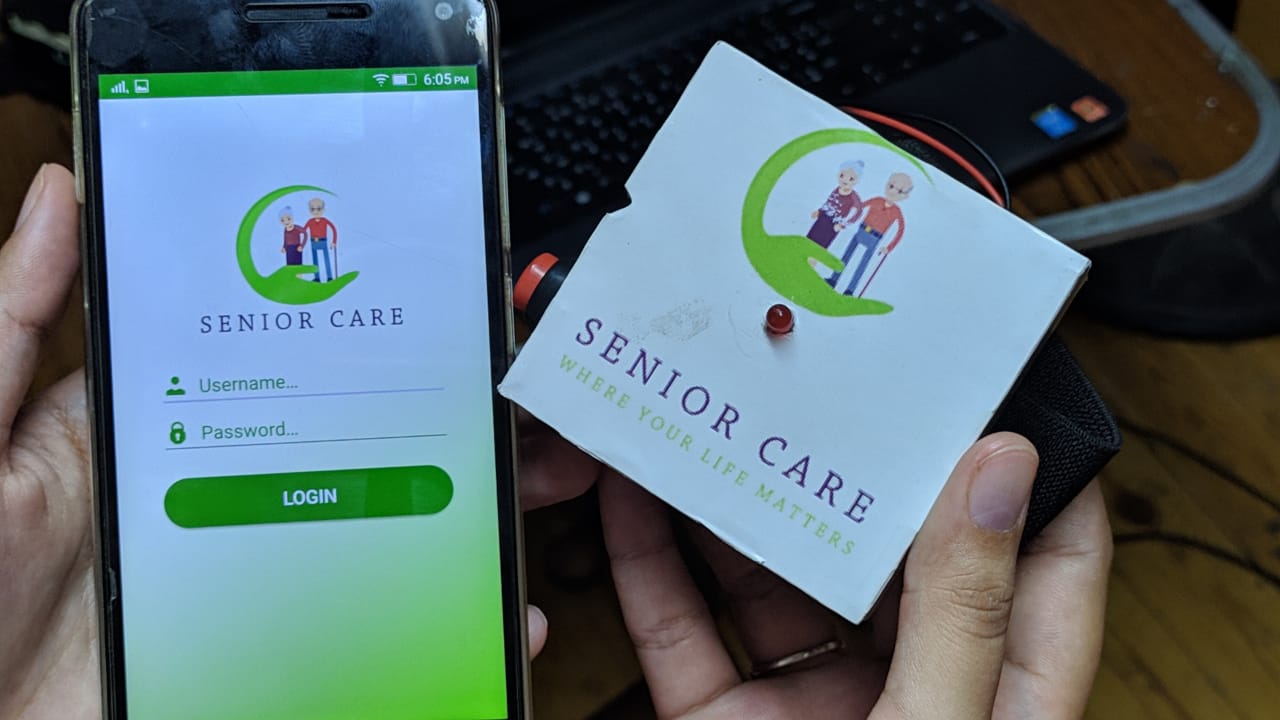 6:05 PM
SENIOR CARE
Username...
Password...
LOGIN
SENIOR CARE
WHERE YOUR LIFE MATTERS